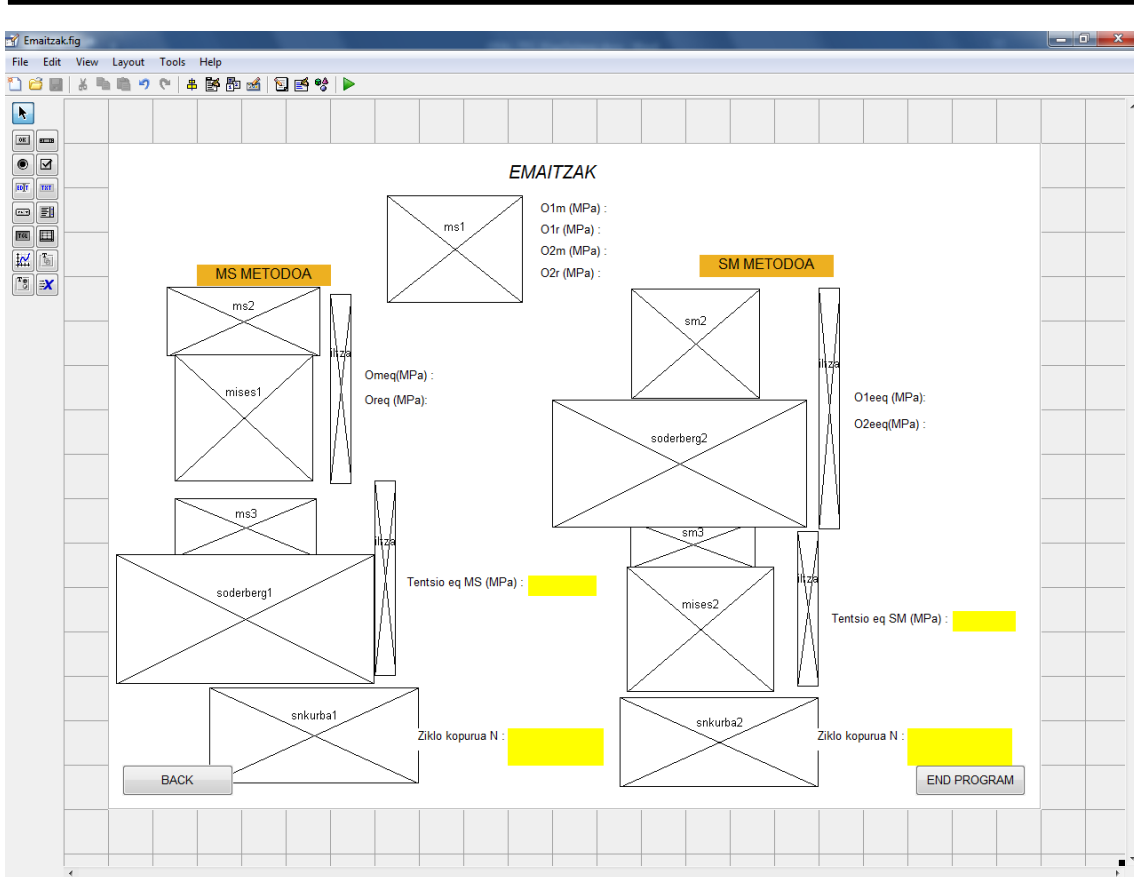 Emaitzak.fig
File Edit View Layout Tools Help
EMAITZAK
ms1
O1m (MPa) :
O1r (MPa) :
O2m (MPa) :
O2r (MPa) :
MS METODOA
SM METODOA
ms2
sm2
mises1
Omeq(MPa) :
Oreq (MPa):
O1eeq (MPa):
O2eeq(MPa) :
soderberg2
ms3
sm3
Tentsio eq MS (MPa) :
soderberg1
mises2
Tentsio eq SM (MPa) :
snkurba1
Ziklo kopurua N :
snkurba2
Ziklo kopurua N :
BACK
END PROGRAM